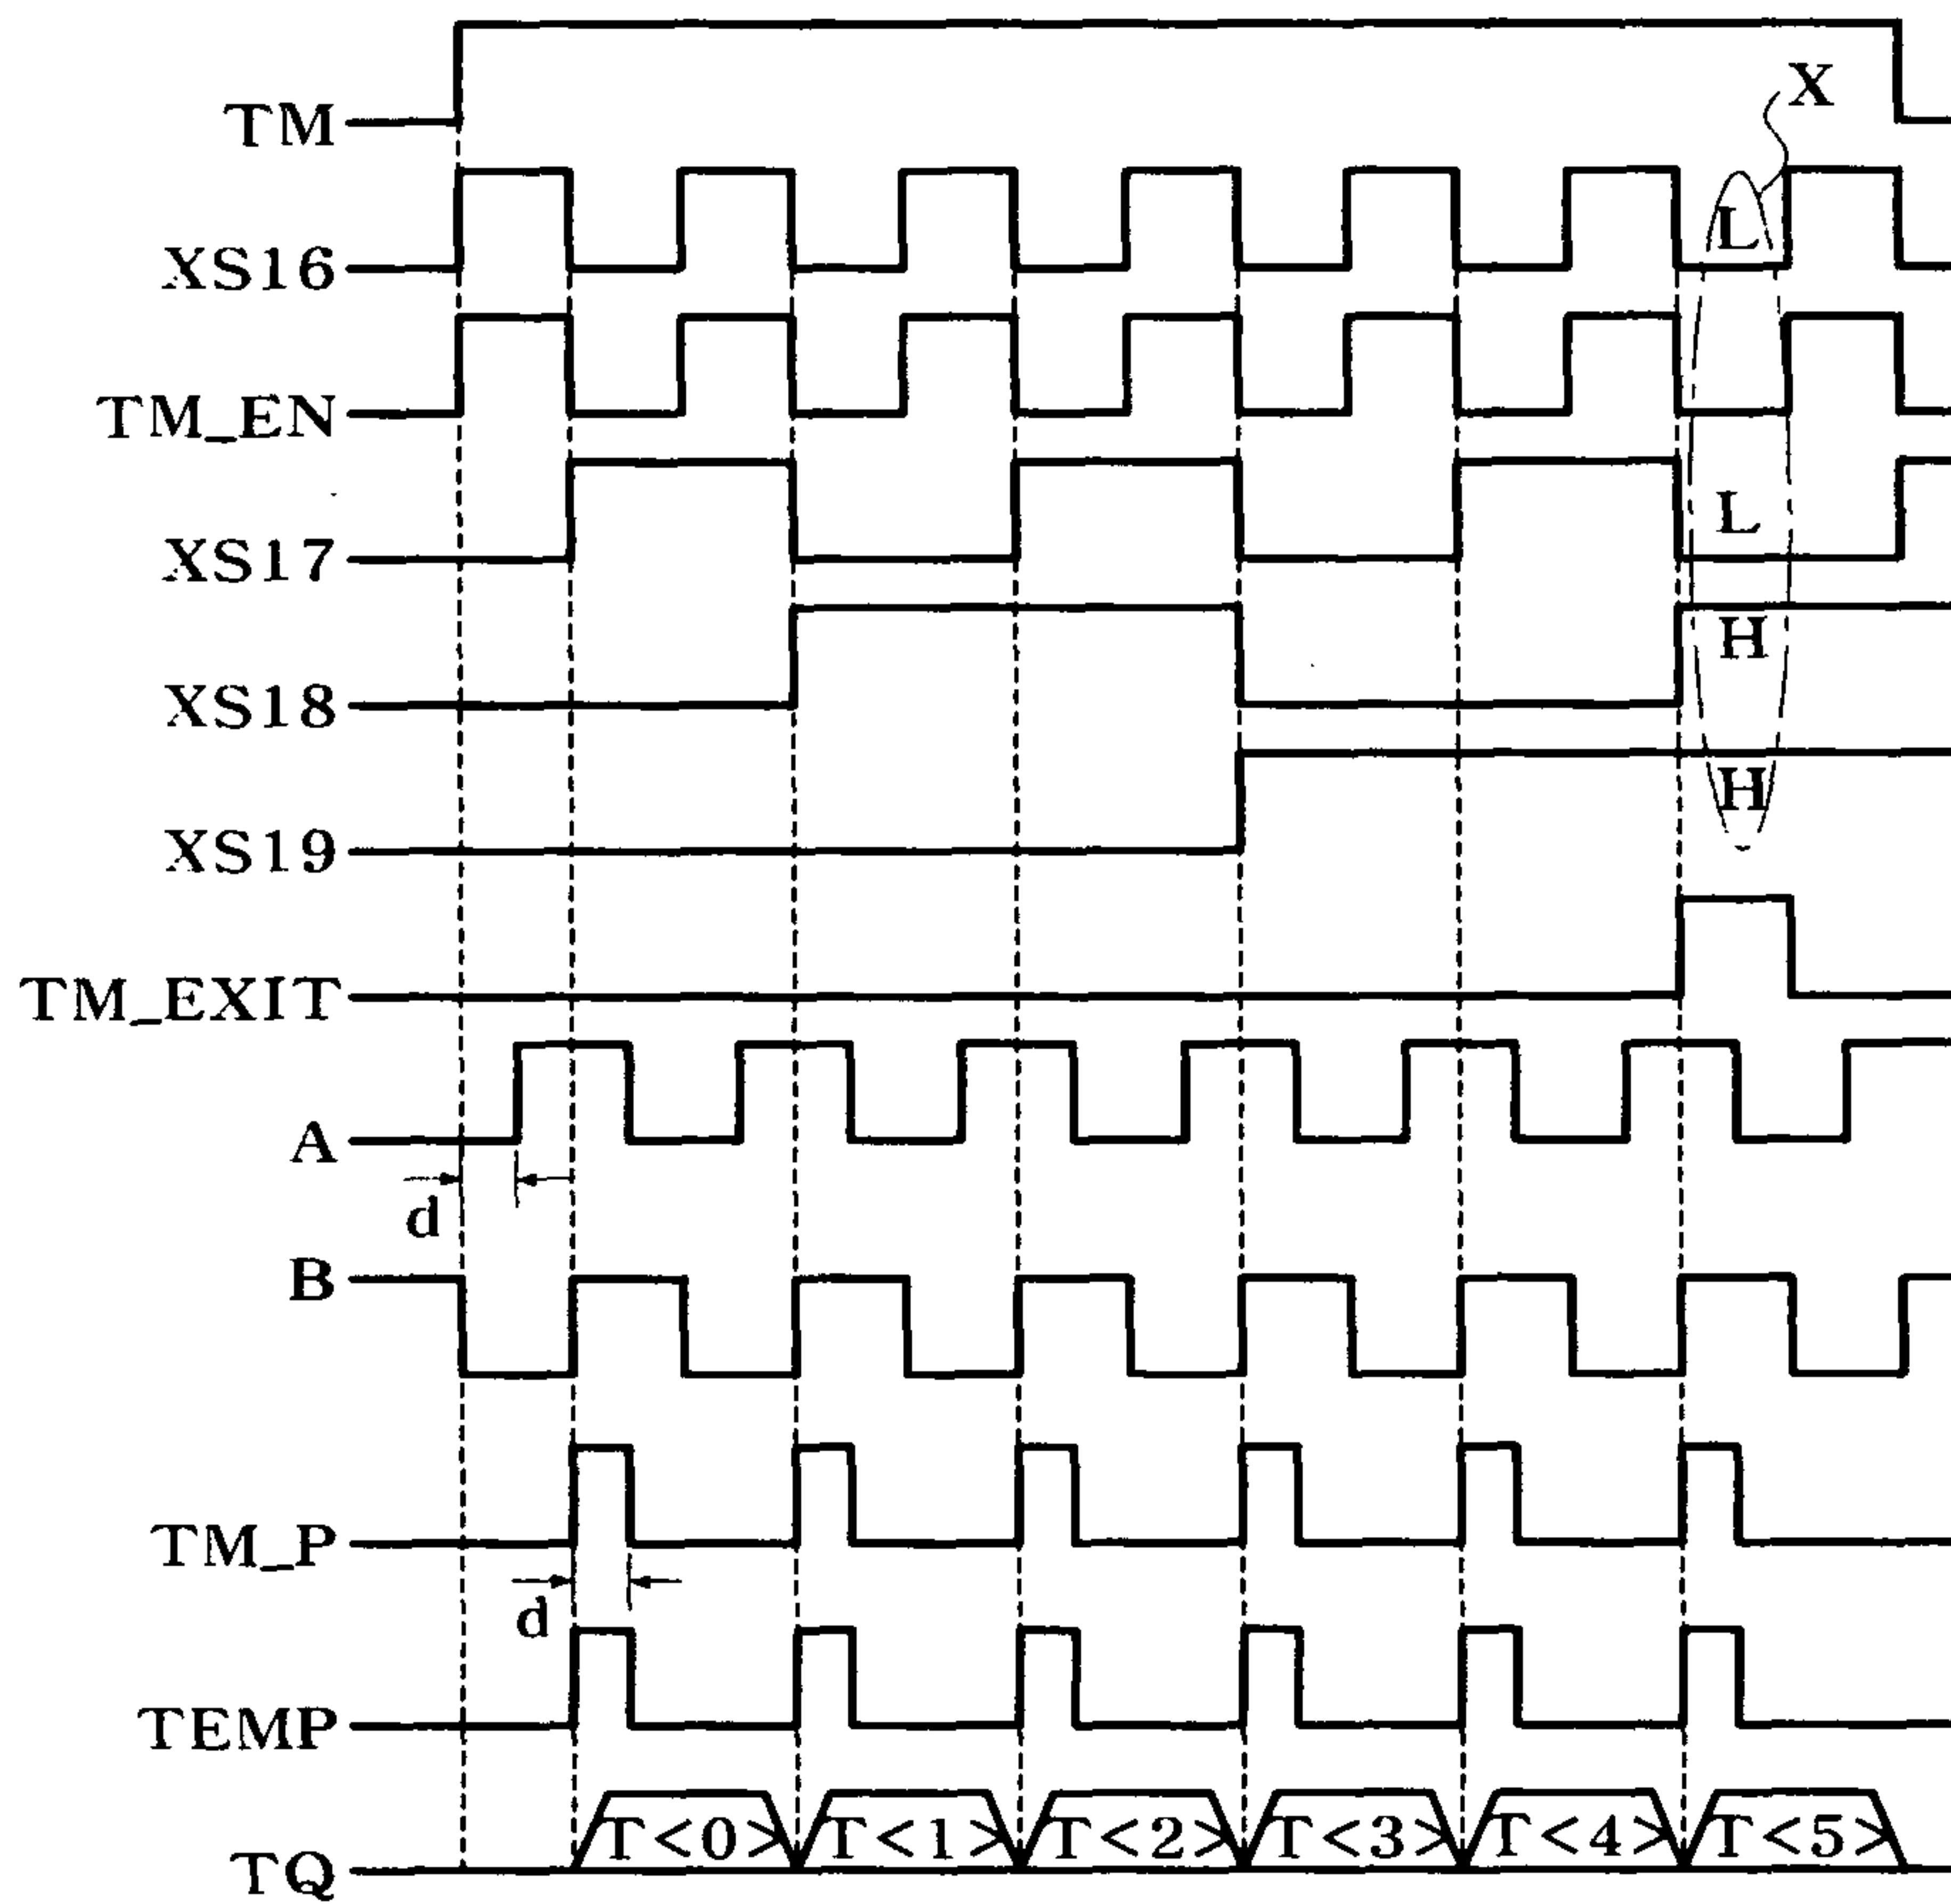 X
TM
L
XS16
TM_EN
L
XS17
H
XS18
H
XS19
TM_EXIT
A
d
B
TM_P
d
TEMP
T<0> T<1> T<2> T<3> T<4> T<5>
TQ